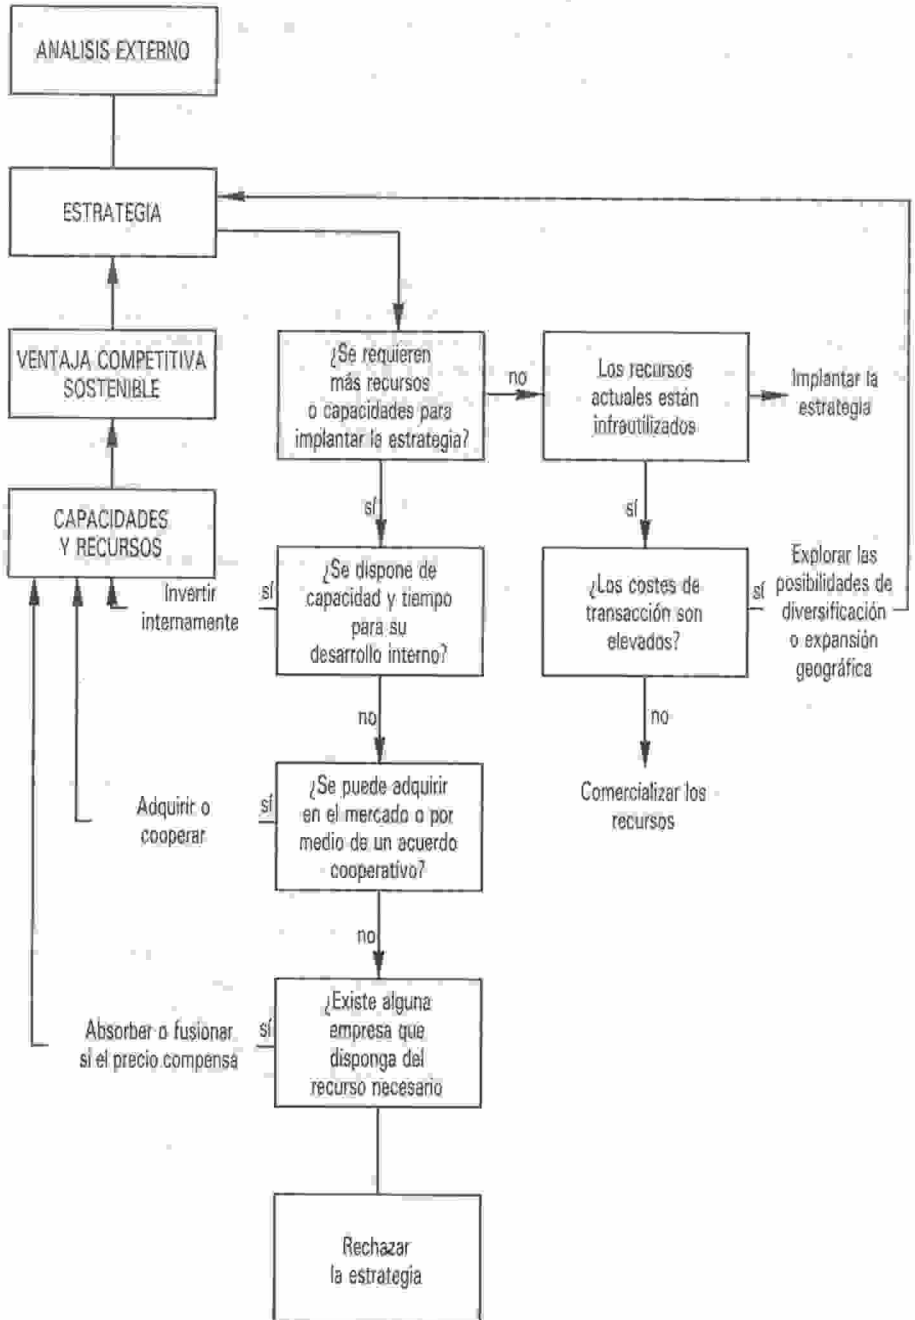 ANALISIS EXTERNO
ESTRATEGIA
VENTAJA COMPETITIVA
SOSTENIBLE
CAPACIDADES
Y RECURSOS
¿Se requieren
más recursos
o capacidades para
implantar la estrategia?
no
Los recursos
actuales están
infrautilizados
Implantar la
estrategia
sí
sí
¿Se dispone de
capacidad y tiempo
para su
desarrollo interno?
sí
Invertir
internamente
¿Los costes de
transacción son
elevados?
sí
Explorar las
posibilidades de
diversificación
o expansión
geográfica
no
no
¿Se puede adquirir
en el mercado o por
medio de un acuerdo
cooperativo?
sí
Adquirir o
cooperar
Comercializar los
recursos
no
¿Existe alguna
empresa que
disponga del
recurso necesario
sí
Absorber o fusionar
si el precio compensa
Rechazar
la estrategia